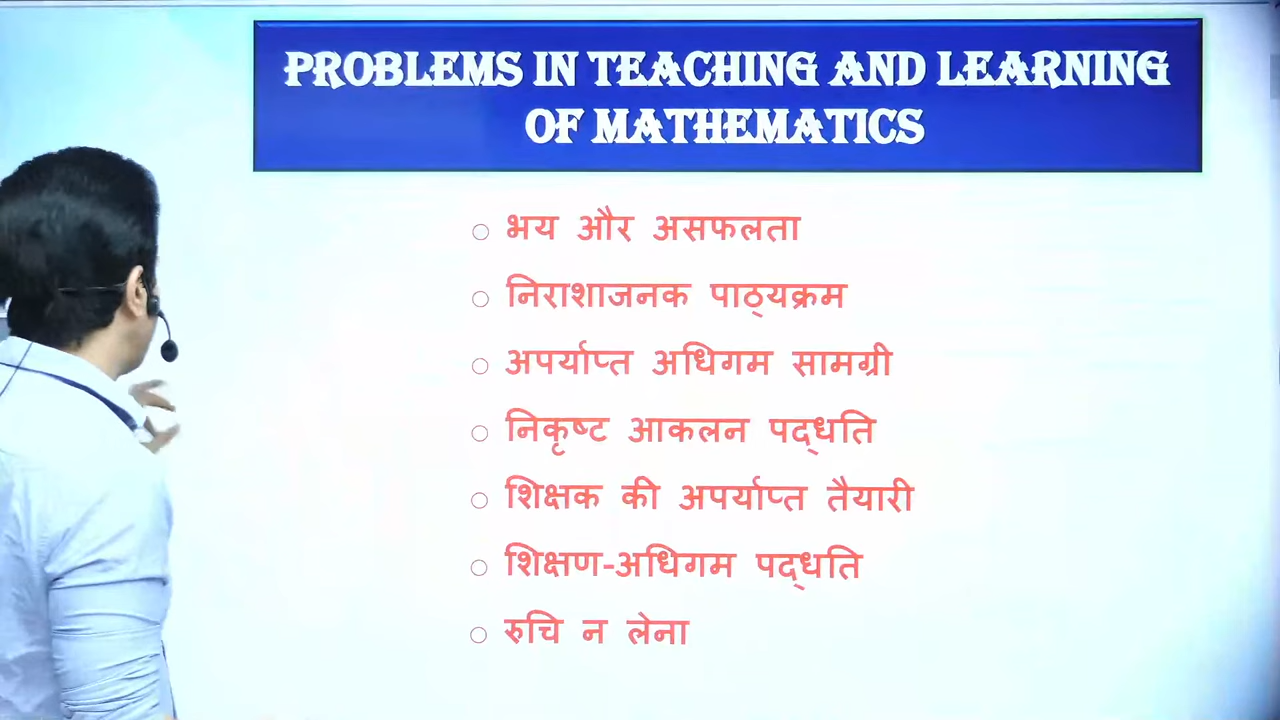 PROBLEMS IN TEACHING AND LEARNING
OF MATHEMATICS
○ भय और असफलता
○ निराशाजनक पाठ्यक्रम
○ अपर्याप्त अधिगम सामग्री
○ निकृष्ट आकलन पद्धति
○ शिक्षक की अपर्याप्त तैयारी
○ शिक्षण-अधिगम पद्धति
○ रुचि न लेना